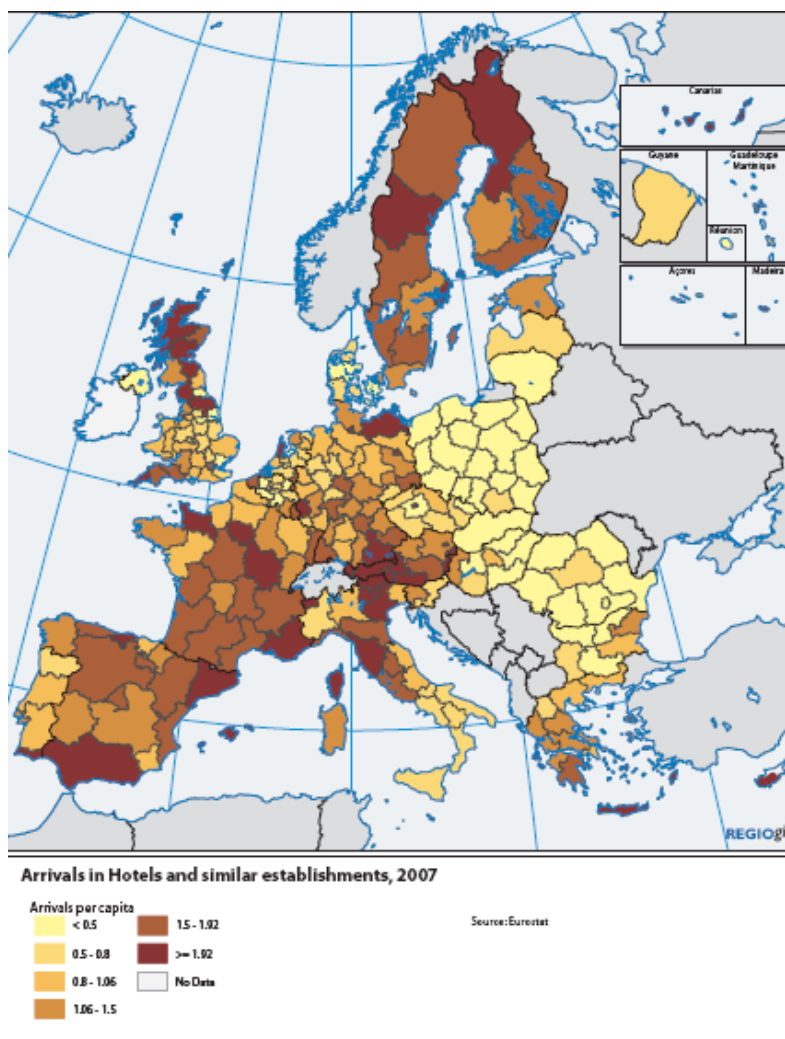 Canarias
Guyane
Guadeloupe
Martinique
Réunion
Açores
Madeira
REGIOgi
Arrivals in Hotels and similar establishments, 2007
Arrivals per capita
< 0.5
0.5 - 0.8
0.8 - 1.06
1.06 - 1.5
1.5 - 1.92
>= 1.92
No Data
Source: Eurostat